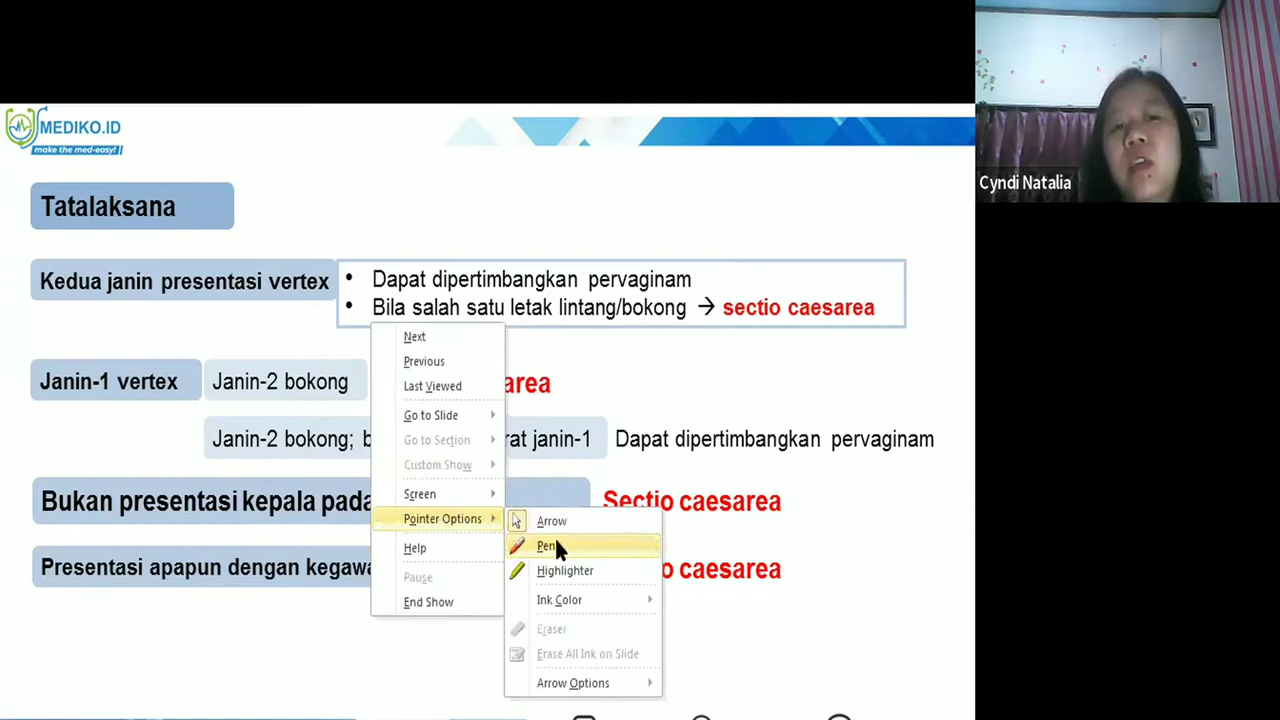 MEDIKO.ID
make the med-easy!
Cyndi Natalia
Tatalaksana
Kedua janin presentasi vertex
• Dapat dipertimbangkan pervaginam
• Bila salah satu letak lintang/bokong → sectio caesarea
Janin-1 vertex
Janin-2 bokong
area
Janin-2 bokong; b
rat janin-1
Dapat dipertimbangkan pervaginam
Bukan presentasi kepala pada
Sectio caesarea
Presentasi apapun dengan kegawa
o caesarea
Next
Previous
Last Viewed
Go to Slide
Go to Section
Custom Show
Screen
Pointer Options
Help
Pause
End Show
Arrow
Pen
Highlighter
Ink Color
Eraser
Erase All Ink on Slide
Arrow Options